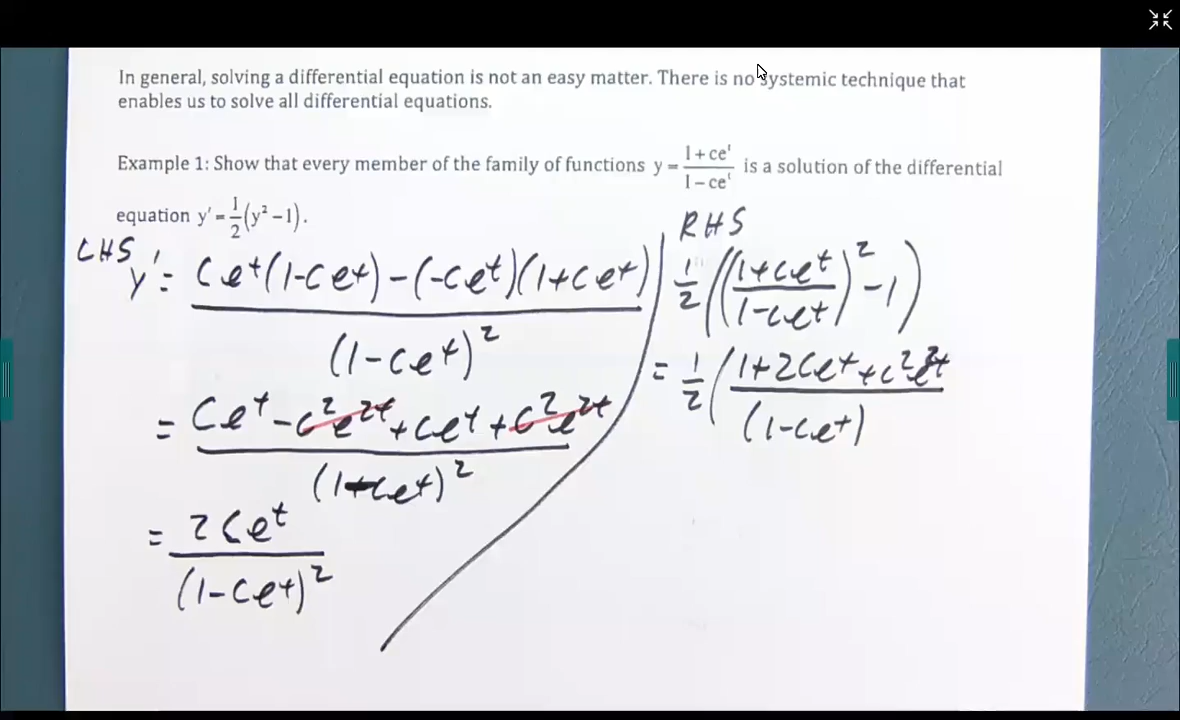 In general, solving a differential equation is not an easy matter. There is no systemic technique that
enables us to solve all differential equations.
Example 1: Show that every member of the family of functions y = (1+ce^t)/(1−ce^t) is a solution of the differential
equation y' = 1/2 (y² −1).
LHS
y' = (Ce^t(1−Ce^t) − (−Ce^t)(1+Ce^t))/(1−Ce^t)²
= (Ce^t − C²e^2t + Ce^t + C²e^2t)/(1−Ce^t)²
= 2Ce^t/(1−Ce^t)²
RHS
1/2 (((1+Ce^t)/(1−Ce^t))² − 1)
= 1/2 ((1+2Ce^t + C²e^2t)/(1−Ce^t)